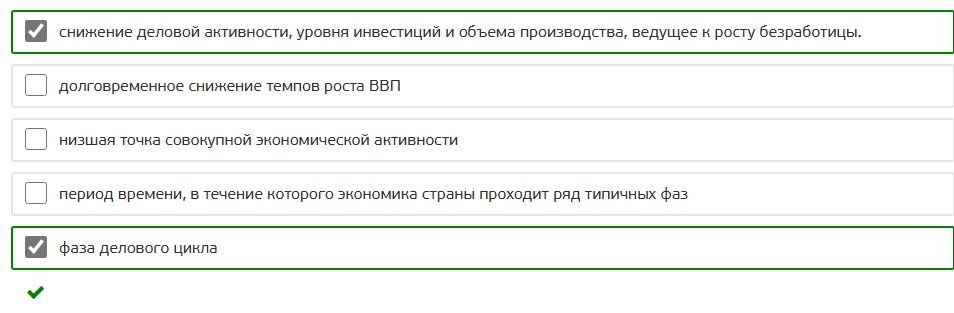 снижение деловой активности, уровня инвестиций и объема производства, ведущее к росту безработицы.
долговременное снижение темпов роста ВВП
низшая точка совокупной экономической активности
период времени, в течение которого экономика страны проходит ряд типичных фаз
фаза делового цикла